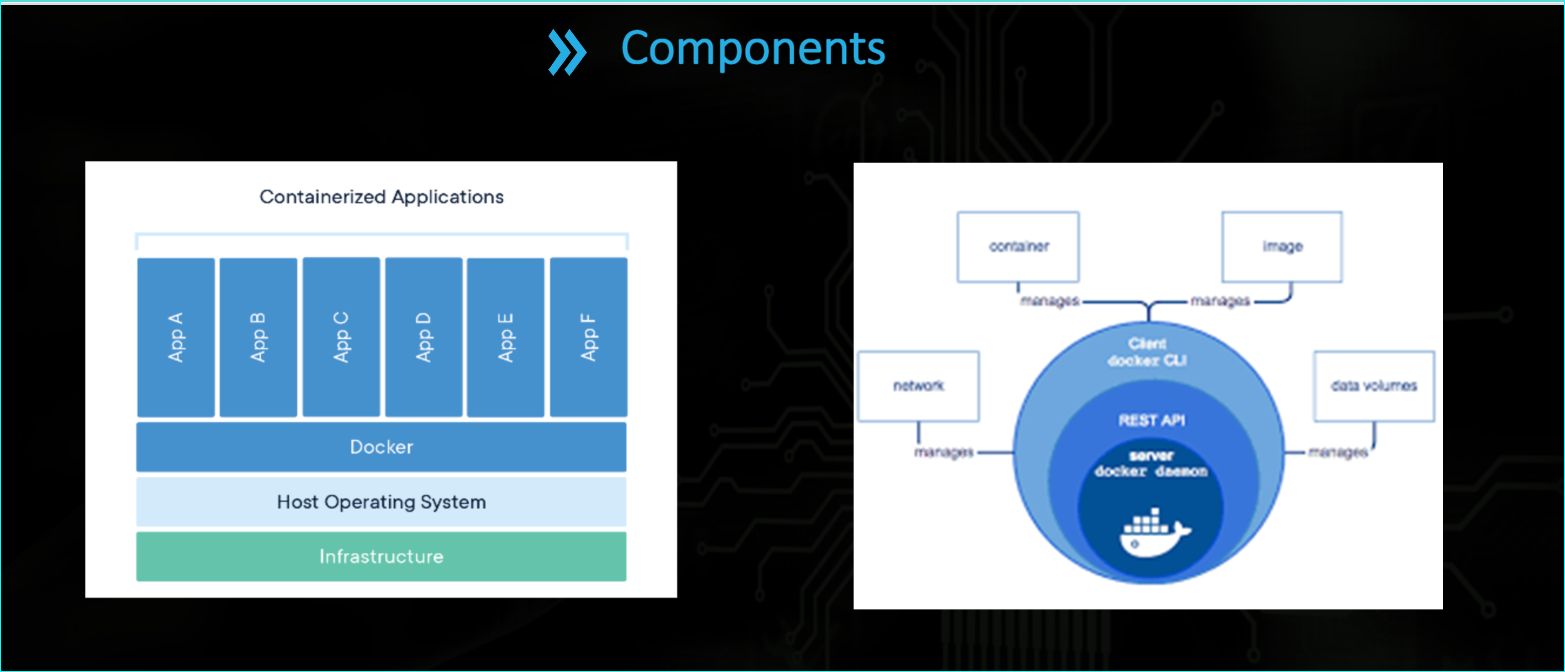 Components
Containerized Applications
App A
App B
App C
App D
App E
App F
Docker
Host Operating System
Infrastructure
container
image
manages
manages
Client
docker CLI
network
data volumes
REST API
manages
server
manages
docker daemon